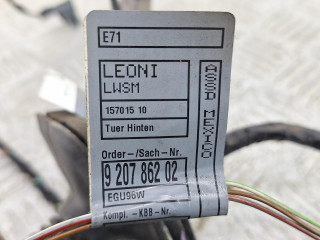 E71
LEONI
LWSM
157015 10
Tuer Hinten
Order-/Sach-Nr.
9 207 862 02
EGU96W
Kompl. -KBB- Nr.
ASSD MEXICO